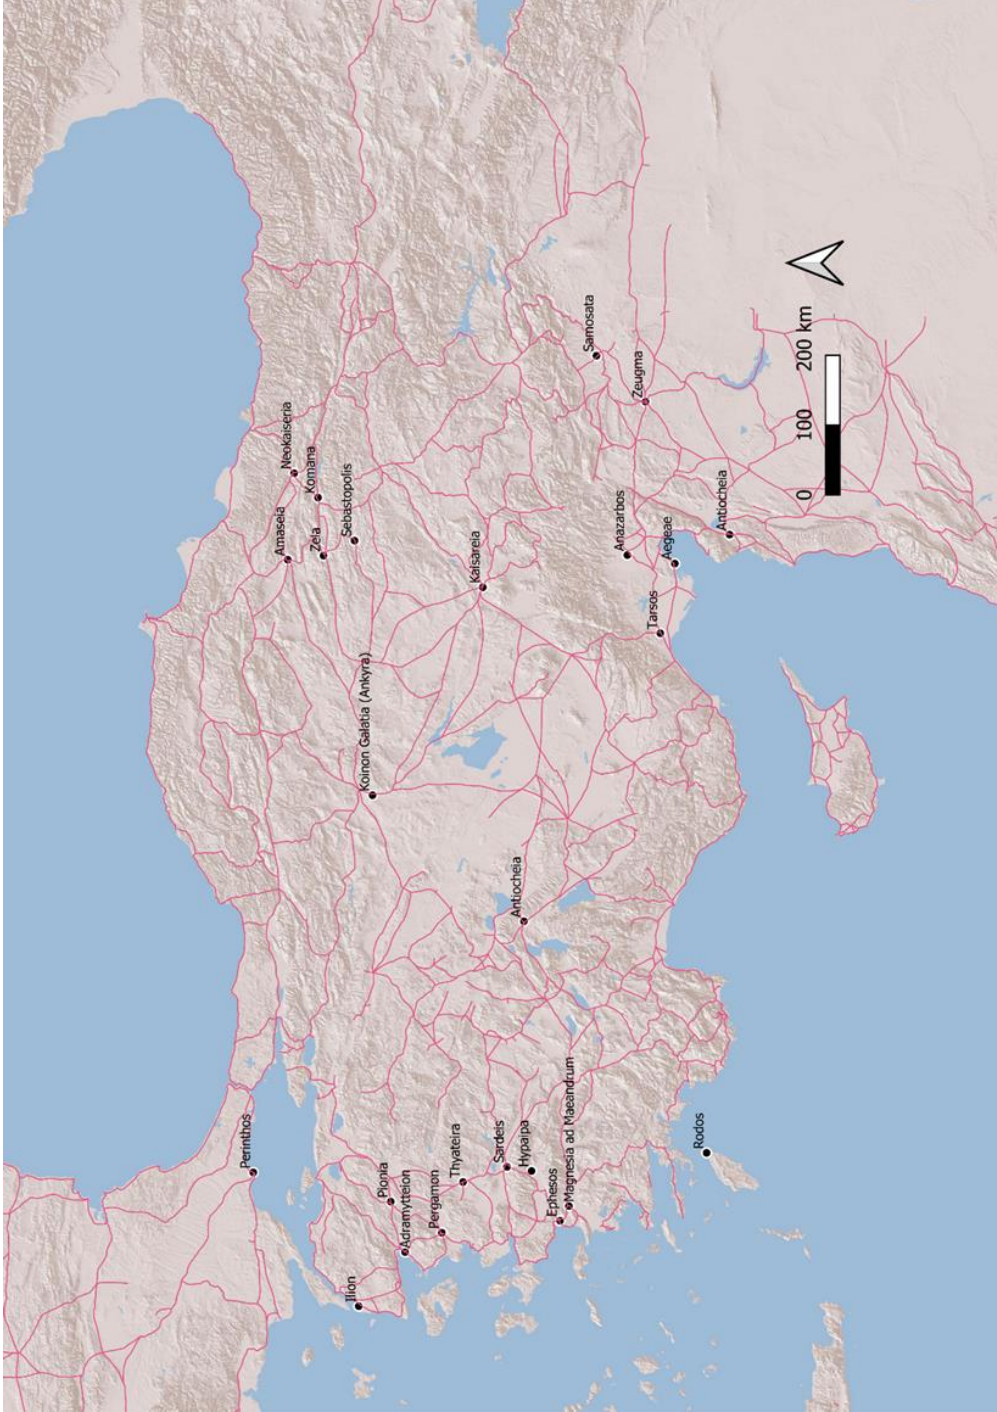 Perinthos
Ilion
Pionia
Adramytteion
Pergamon
Thyateira
Sardeis
Hypaipa
Ephesos
Magnesia ad Maeandrum
Rodos
Antiocheia
Koinon Galatia (Ankyra)
Amaseia
Neokaiseria
Komana
Zela
Sebastopolis
Kaisareia
Tarsos
Anazarbos
Aegeae
Antiocheia
Zeugma
Samosata
0 100 200 km